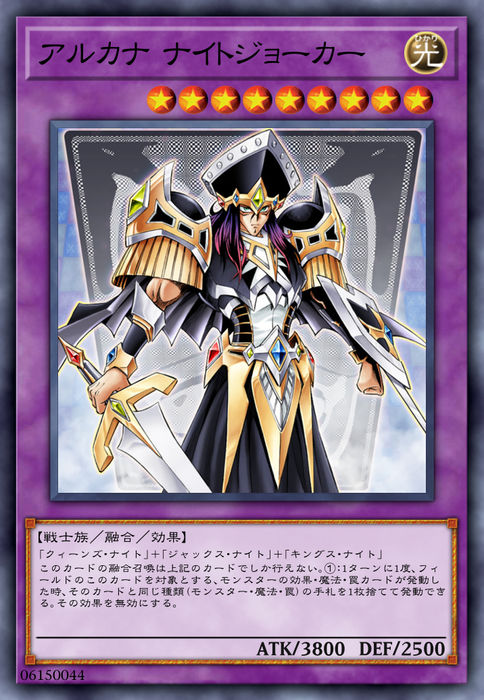 アルカナ ナイトジョーカー
ひかり
光
【戦士族／融合／効果】
「クィーンズ・ナイト」+「ジャックス・ナイト」+「キングス・ナイト」
このカードの融合召喚は上記のカードでしか行えない。①:1ターンに1度、フィ
ールドのこのカードを対象とする、モンスターの効果・魔法・罠カードが発動し
た時、そのカードと同じ種類(モンスター・魔法・罠)の手札を1枚捨てて発動でき
る。その効果を無効にする。
ATK/3800 DEF/2500
06150044